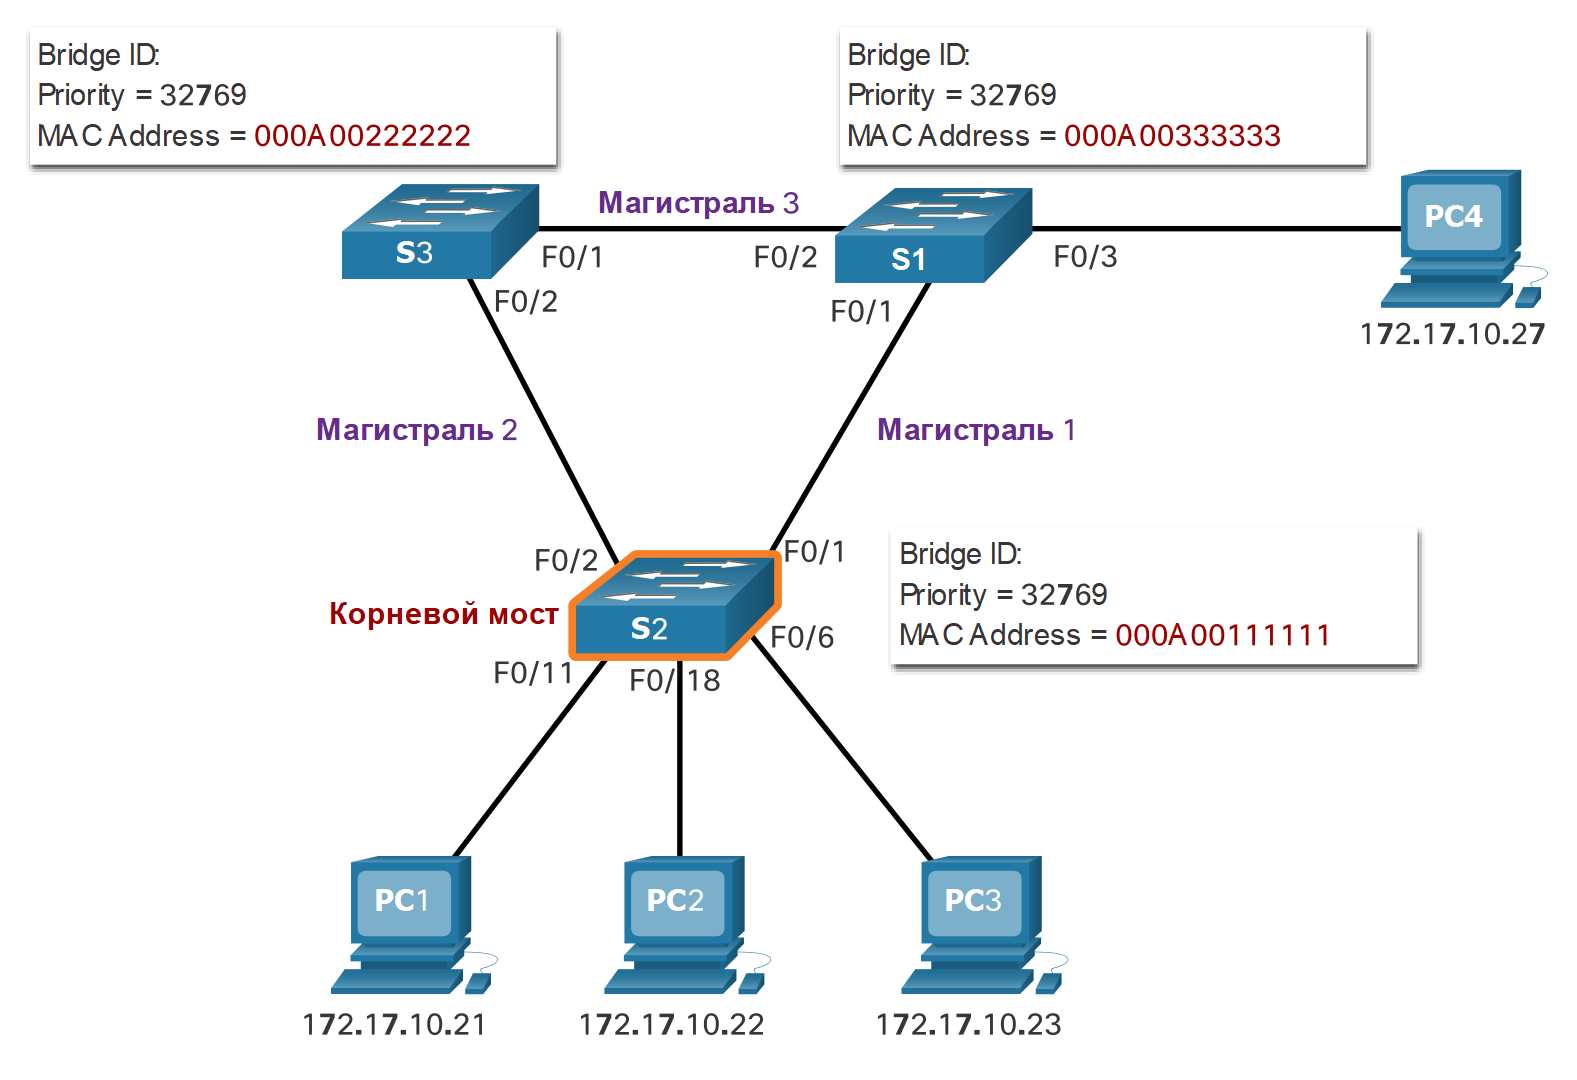 Bridge ID:
Priority = 32769
MAC Address = 000A00222222
Bridge ID:
Priority = 32769
MAC Address = 000A00333333
Магистраль 3
S3
F0/1
F0/2
S1
F0/3
PC4
F0/2
F0/1
172.17.10.27
Магистраль 2
Магистраль 1
F0/2
F0/1
Bridge ID:
Priority = 32769
MAC Address = 000A00111111
Корневой мост
S2
F0/6
F0/11
F0/18
PC1
PC2
PC3
172.17.10.21
172.17.10.22
172.17.10.23